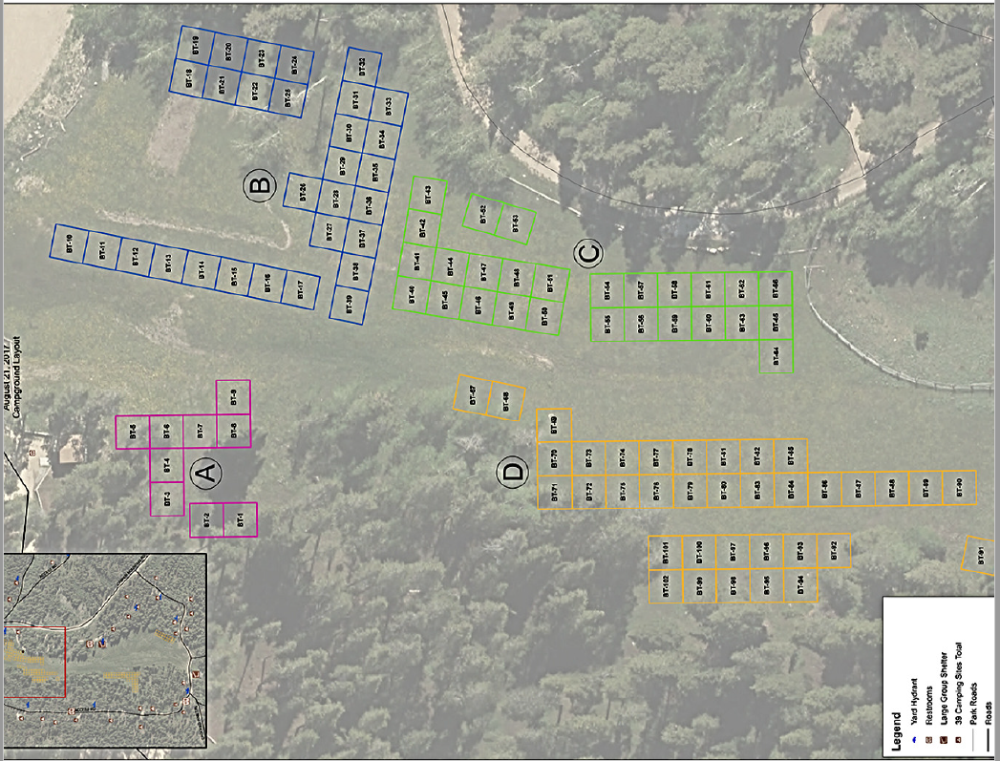 August 21, 2017
Campground Layout
A
BT-1
BT-2
BT-3
BT-4
BT-5
BT-6
BT-7
BT-8
BT-9
B
BT-10
BT-11
BT-12
BT-13
BT-14
BT-15
BT-16
BT-17
BT-18
BT-19
BT-20
BT-21
BT-22
BT-23
BT-24
BT-25
BT-26
BT-27
BT-28
BT-29
BT-30
BT-31
BT-32
BT-33
BT-34
BT-35
BT-36
BT-37
BT-38
BT-39
C
BT-40
BT-41
BT-42
BT-43
BT-44
BT-45
BT-46
BT-47
BT-48
BT-49
BT-50
BT-51
BT-52
BT-53
BT-54
BT-55
BT-56
BT-57
BT-58
BT-59
BT-60
BT-61
BT-62
BT-63
BT-64
BT-65
BT-66
D
BT-67
BT-68
BT-69
BT-70
BT-71
BT-72
BT-73
BT-74
BT-75
BT-76
BT-77
BT-78
BT-79
BT-80
BT-81
BT-82
BT-83
BT-84
BT-85
BT-86
BT-87
BT-88
BT-89
BT-90
BT-91
BT-92
BT-93
BT-94
BT-95
BT-96
BT-97
BT-98
BT-99
BT-100
BT-101
BT-102
Legend
Yard Hydrant
Restrooms
Large Group Shelter
39 Camping Sites Total
Park Roads
Roads